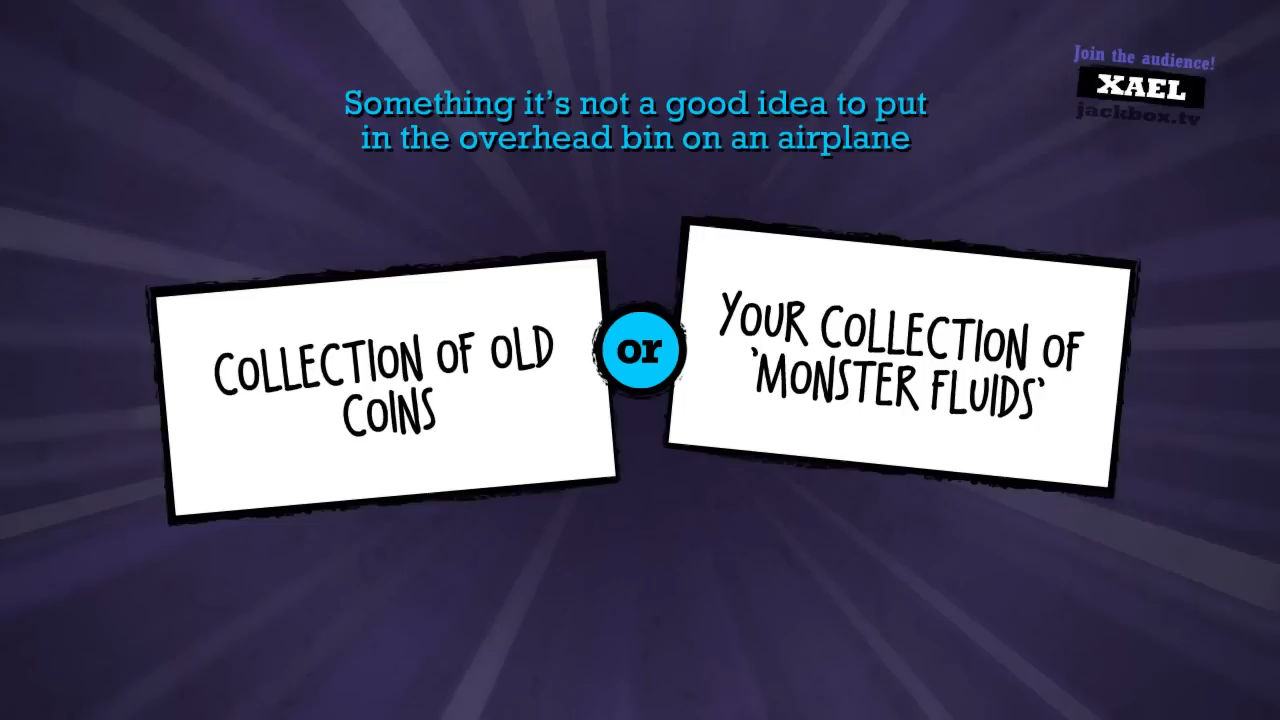 Join the audience!
XAEL
jackbox.tv
Something it's not a good idea to put
in the overhead bin on an airplane
COLLECTION OF OLD
COINS
or
YOUR COLLECTION OF
'MONSTER FLUIDS'